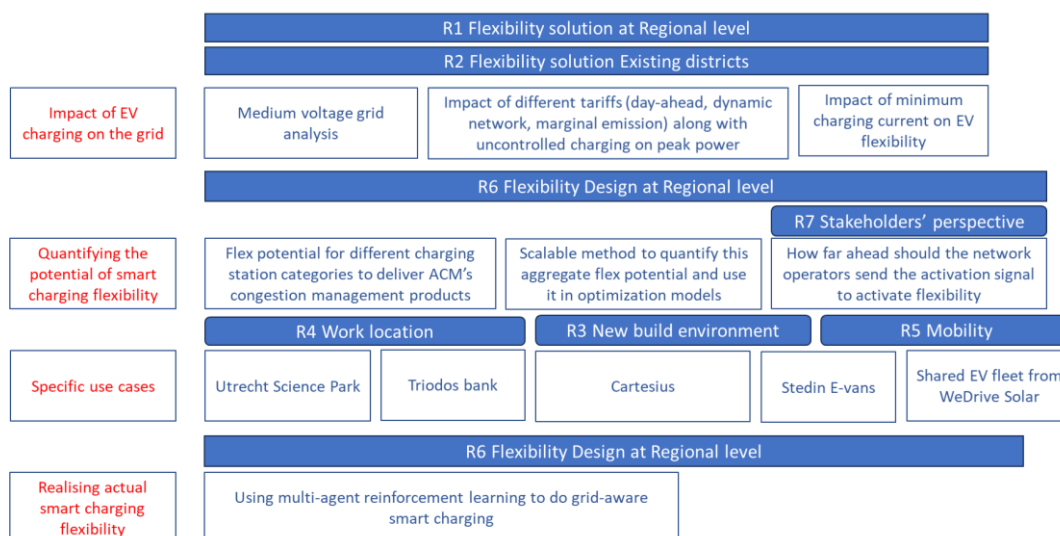 R1 Flexibility solution at Regional level
R2 Flexibility solution Existing districts
Impact of EV
charging on the grid
Medium voltage grid
analysis
Impact of different tariffs (day-ahead, dynamic
network, marginal emission) along with
uncontrolled charging on peak power
Impact of minimum
charging current on EV
flexibility
R6 Flexibility Design at Regional level
R7 Stakeholders’ perspective
Quantifying the
potential of smart
charging flexibility
Flex potential for different charging
station categories to deliver ACM’s
congestion management products
Scalable method to quantify this
aggregate flex potential and use
it in optimization models
How far ahead should the network
operators send the activation signal
to activate flexibility
R4 Work location
R3 New build environment
R5 Mobility
Specific use cases
Utrecht Science Park
Triodos bank
Cartesius
Stedin E-vans
Shared EV fleet from
WeDrive Solar
R6 Flexibility Design at Regional level
Realising actual
smart charging
flexibility
Using multi-agent reinforcement learning to do grid-aware
smart charging